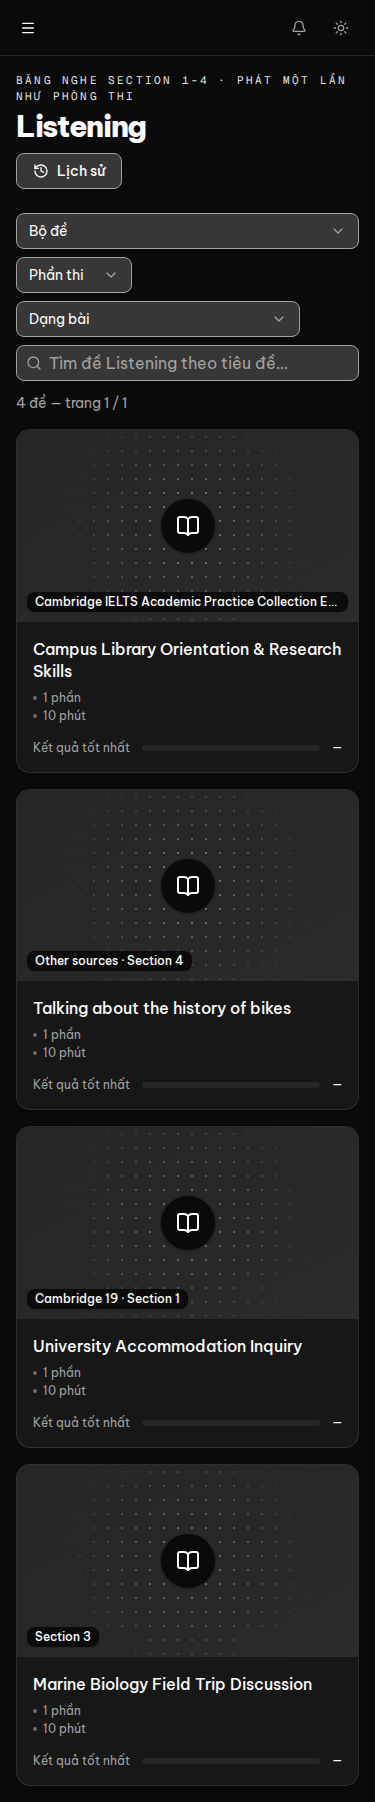 BĂNG NGHE SECTION 1–4 · PHÁT MỘT LẦN
NHƯ PHÒNG THI
Listening
Lịch sử
Bộ đề
Phần thi
Dạng bài
Tìm đề Listening theo tiêu đề...
4 đề — trang 1 / 1
Cambridge IELTS Academic Practice Collection E...
Campus Library Orientation & Research
Skills
1 phần
10 phút
Kết quả tốt nhất –
Other sources · Section 4
Talking about the history of bikes
1 phần
10 phút
Kết quả tốt nhất –
Cambridge 19 · Section 1
University Accommodation Inquiry
1 phần
10 phút
Kết quả tốt nhất –
Section 3
Marine Biology Field Trip Discussion
1 phần
10 phút
Kết quả tốt nhất –